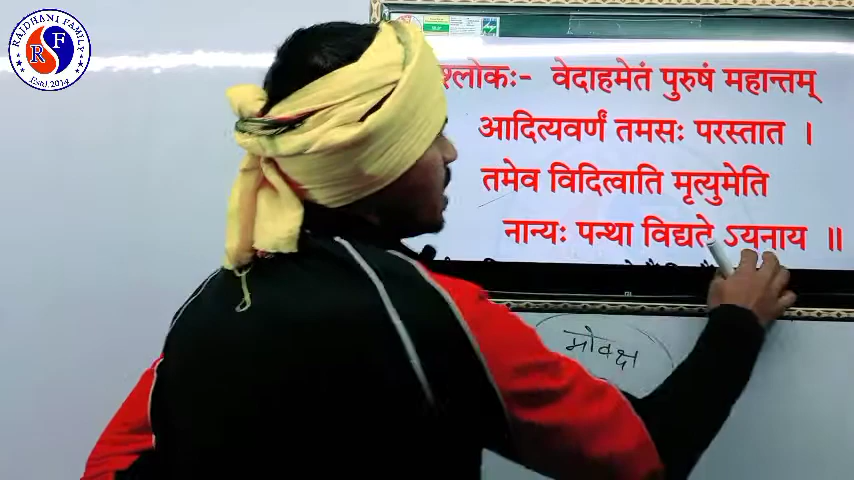 RAJDHANI FAMILY
RSF
Estd.2014
श्लोकः- वेदाहमेतं पुरुषं महान्तम्
आदित्यवर्णं तमसः परस्तात ।
तमेव विदित्वाति मृत्युमेति
नान्यः पन्था विद्यते ऽयनाय ॥